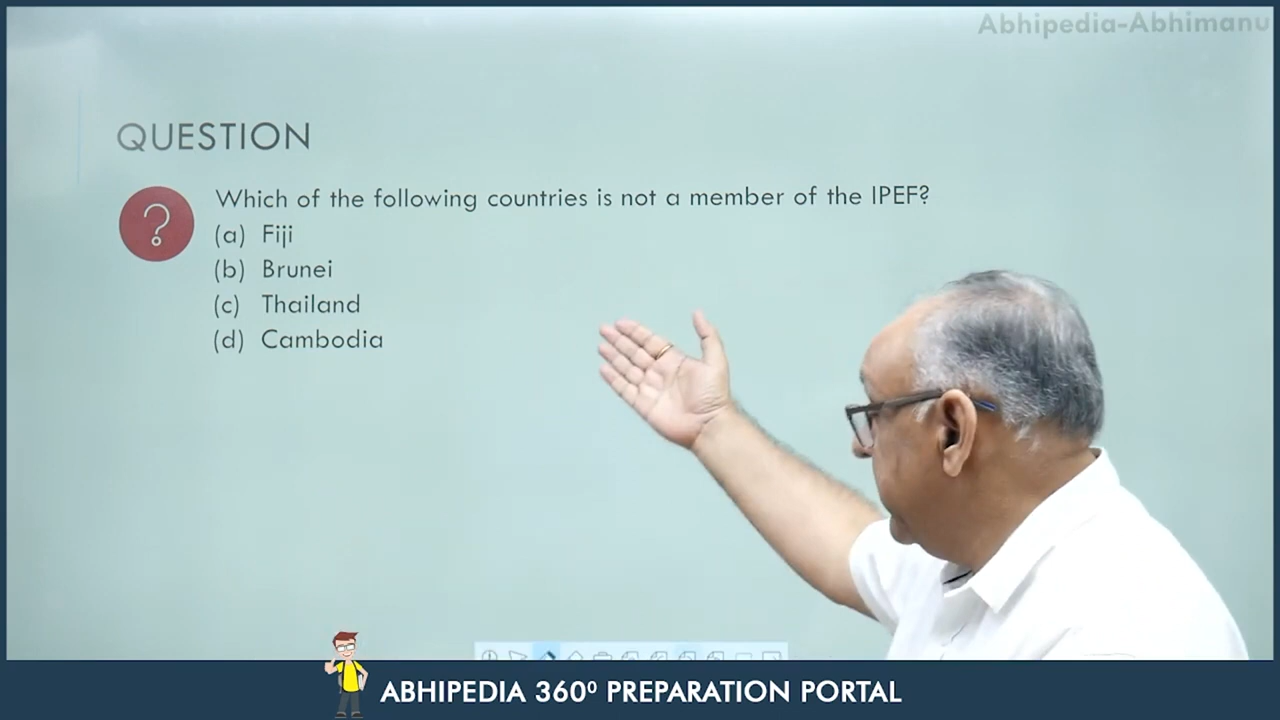 Abhipedia-Abhimanu
QUESTION
?
Which of the following countries is not a member of the IPEF?
(a) Fiji
(b) Brunei
(c) Thailand
(d) Cambodia
ABHIPEDIA 360⁰ PREPARATION PORTAL